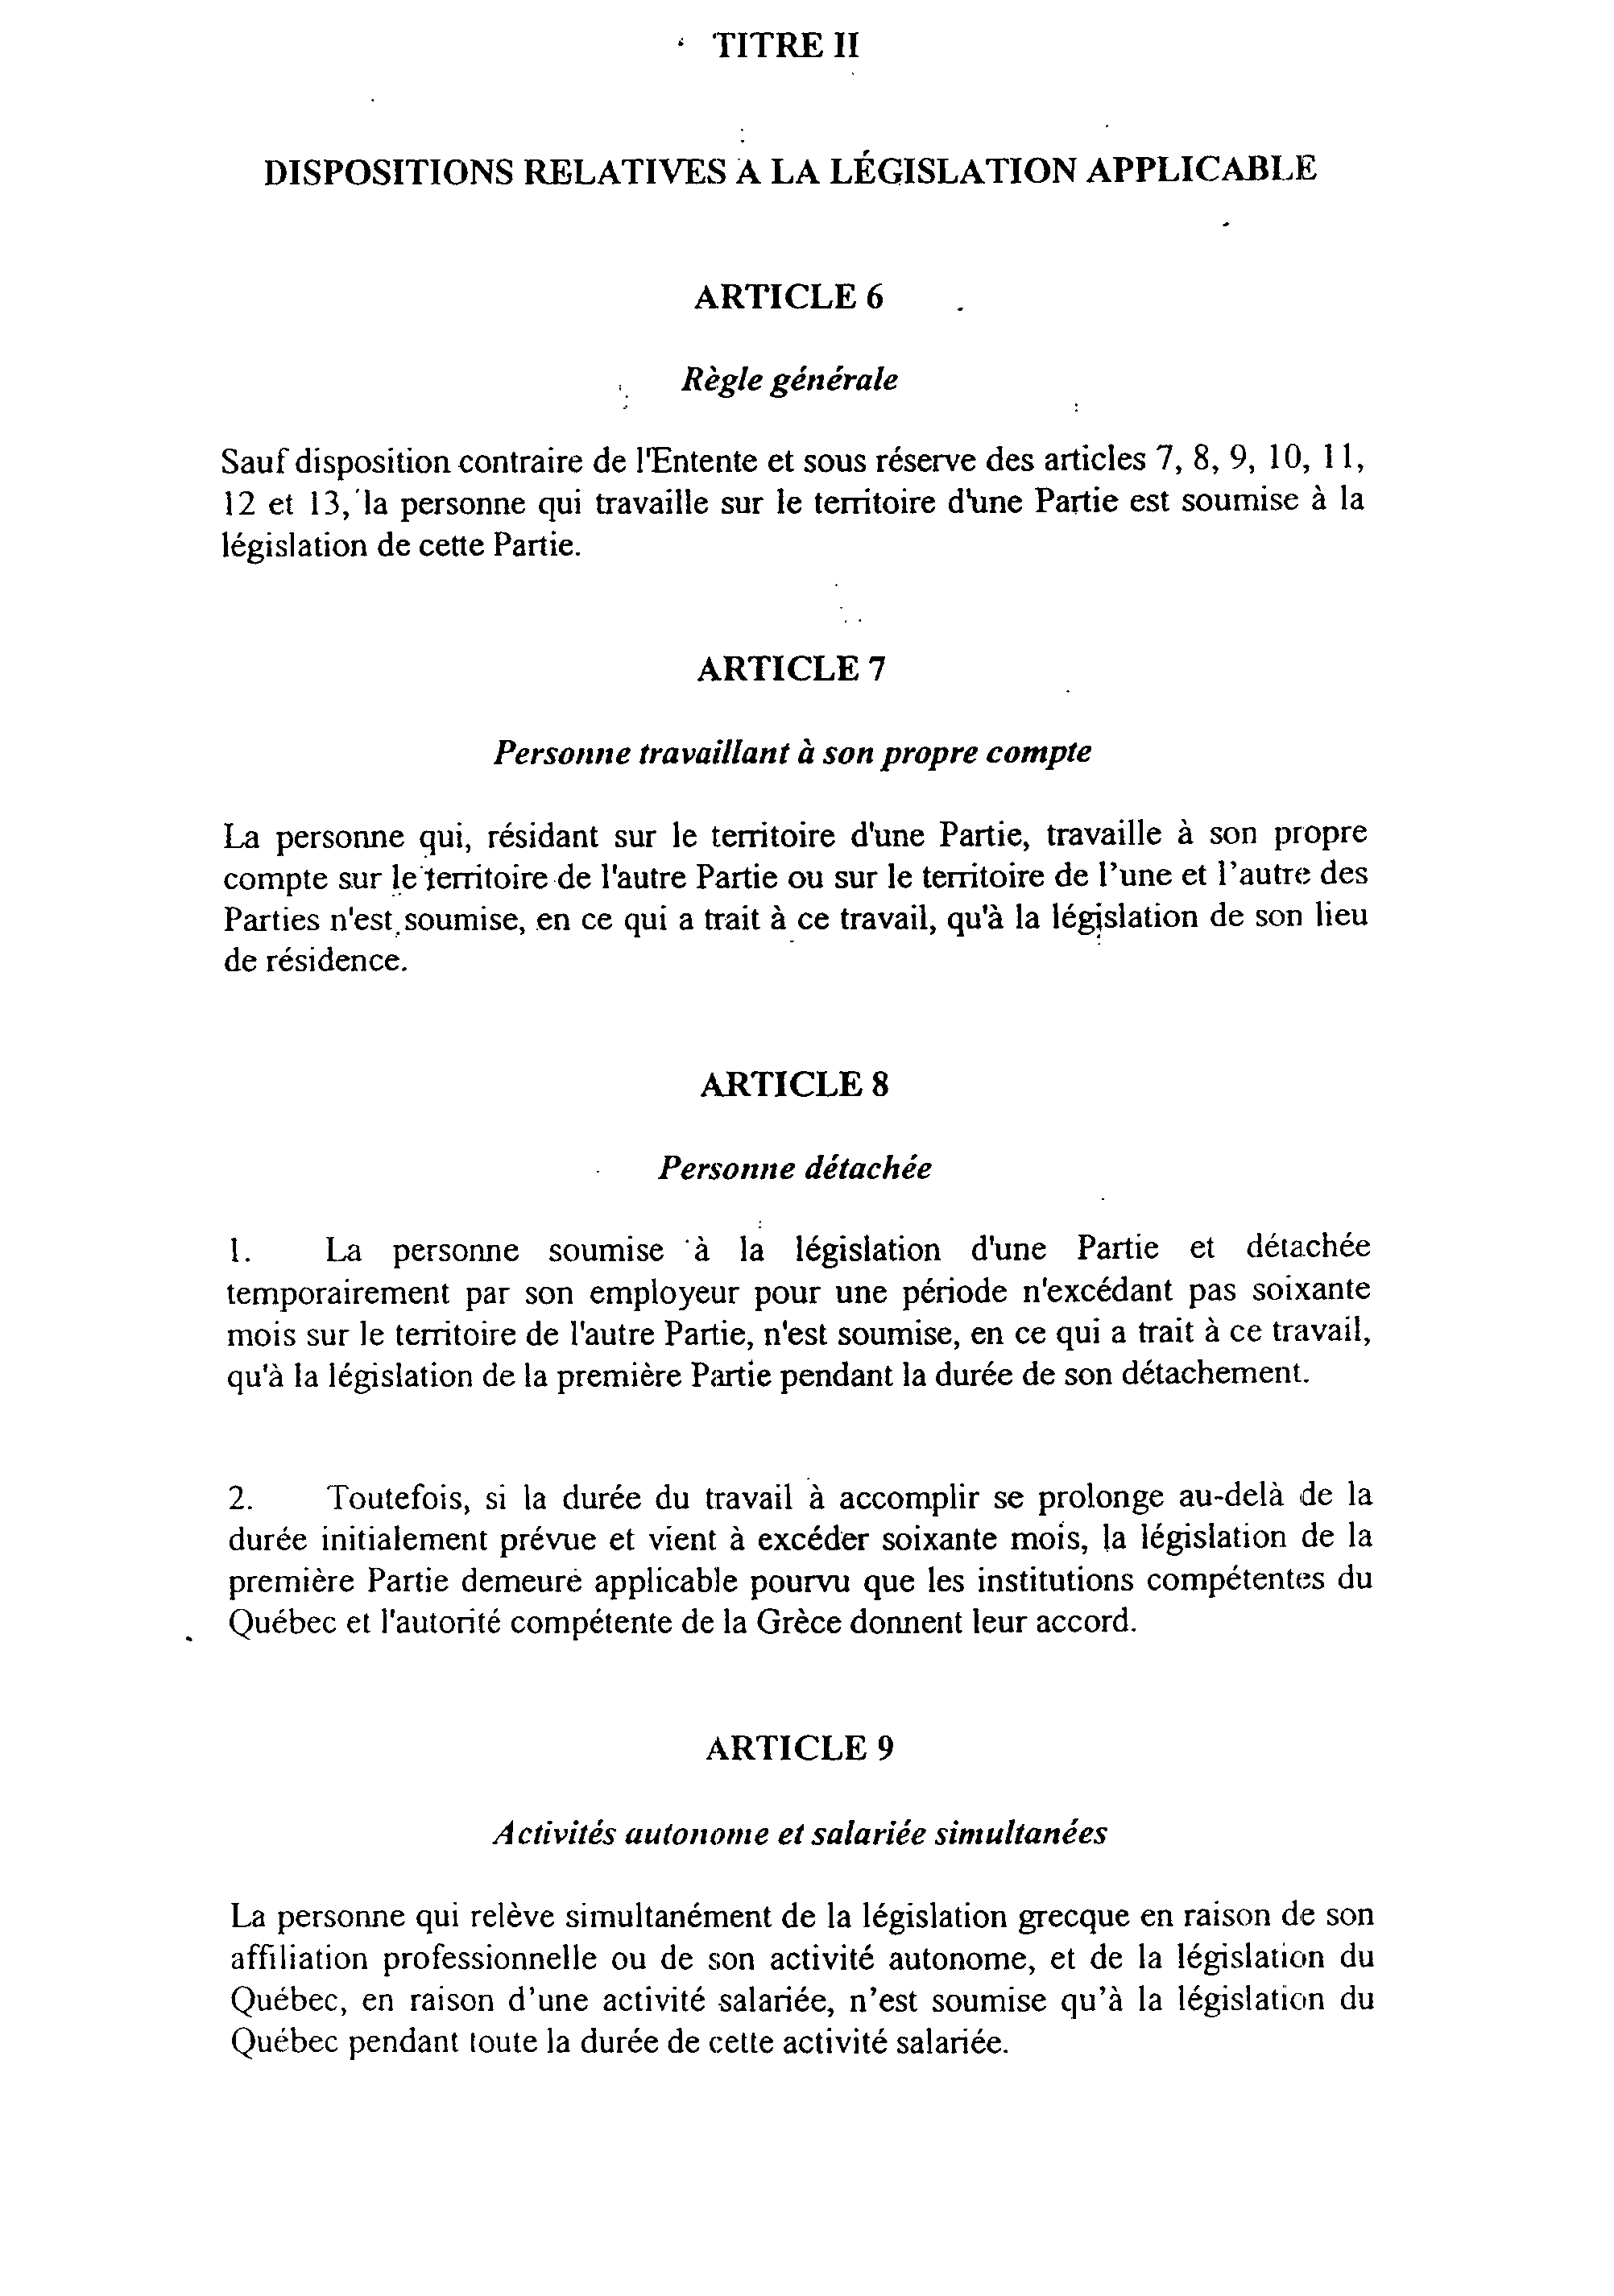 TITRE II
DISPOSITIONS RELATIVES À LA LÉGISLATION APPLICABLE
ARTICLE 6
Règle générale
Sauf disposition contraire de l'Entente et sous réserve des articles 7, 8, 9, 10, 11,
12 et 13, la personne qui travaille sur le territoire d'une Partie est soumise à la
législation de cette Partie.
ARTICLE 7
Personne travaillant à son propre compte
La personne qui, résidant sur le territoire d'une Partie, travaille à son propre
compte sur le territoire de l'autre Partie ou sur le territoire de l’une et l’autre des
Parties n'est soumise, en ce qui a trait à ce travail, qu'à la législation de son lieu
de résidence.
ARTICLE 8
Personne détachée
1. La personne soumise à la législation d'une Partie et détachée
temporairement par son employeur pour une période n'excédant pas soixante
mois sur le territoire de l'autre Partie, n'est soumise, en ce qui a trait à ce travail,
qu'à la législation de la première Partie pendant la durée de son détachement.
2. Toutefois, si la durée du travail à accomplir se prolonge au-delà de la
durée initialement prévue et vient à excéder soixante mois, la législation de la
première Partie demeure applicable pourvu que les institutions compétentes du
Québec et l'autorité compétente de la Grèce donnent leur accord.
ARTICLE 9
Activités autonome et salariée simultanées
La personne qui relève simultanément de la législation grecque en raison de son
affiliation professionnelle ou de son activité autonome, et de la législation du
Québec, en raison d’une activité salariée, n’est soumise qu’à la législation du
Québec pendant toute la durée de cette activité salariée.